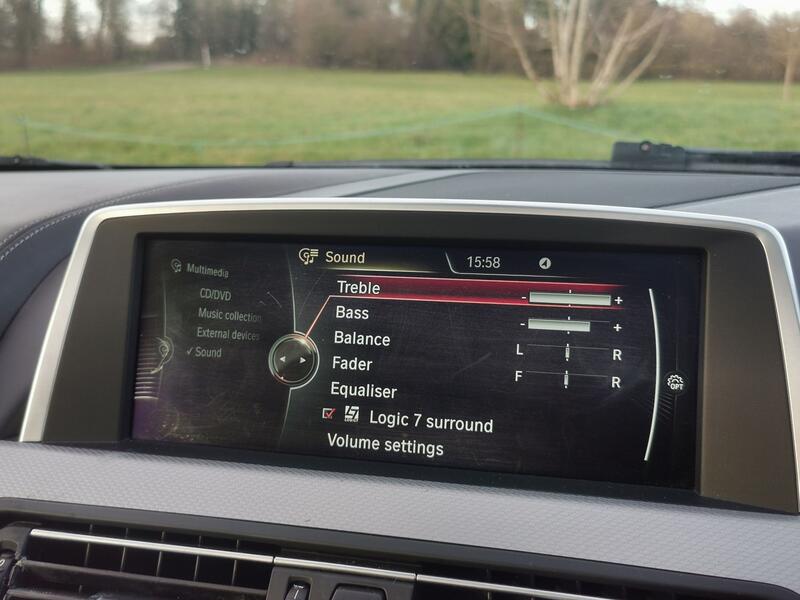 Sound
15:58
Multimedia
CD/DVD
Music collection
External devices
Sound
Treble
- +
Bass
- +
Balance
L R
Fader
F R
Equaliser
Logic 7 surround
Volume settings
OPT